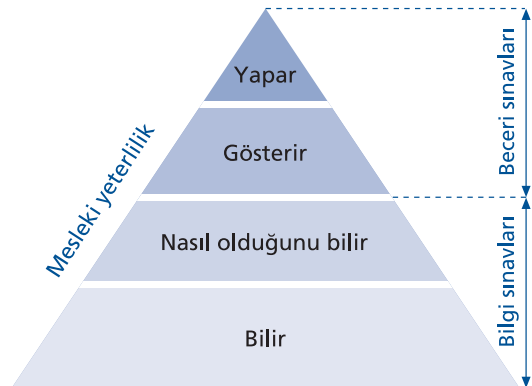 Yapar
Gösterir
Nasıl olduğunu bilir
Bilir
Mesleki yeterlilik
Beceri sınavları
Bilgi sınavları